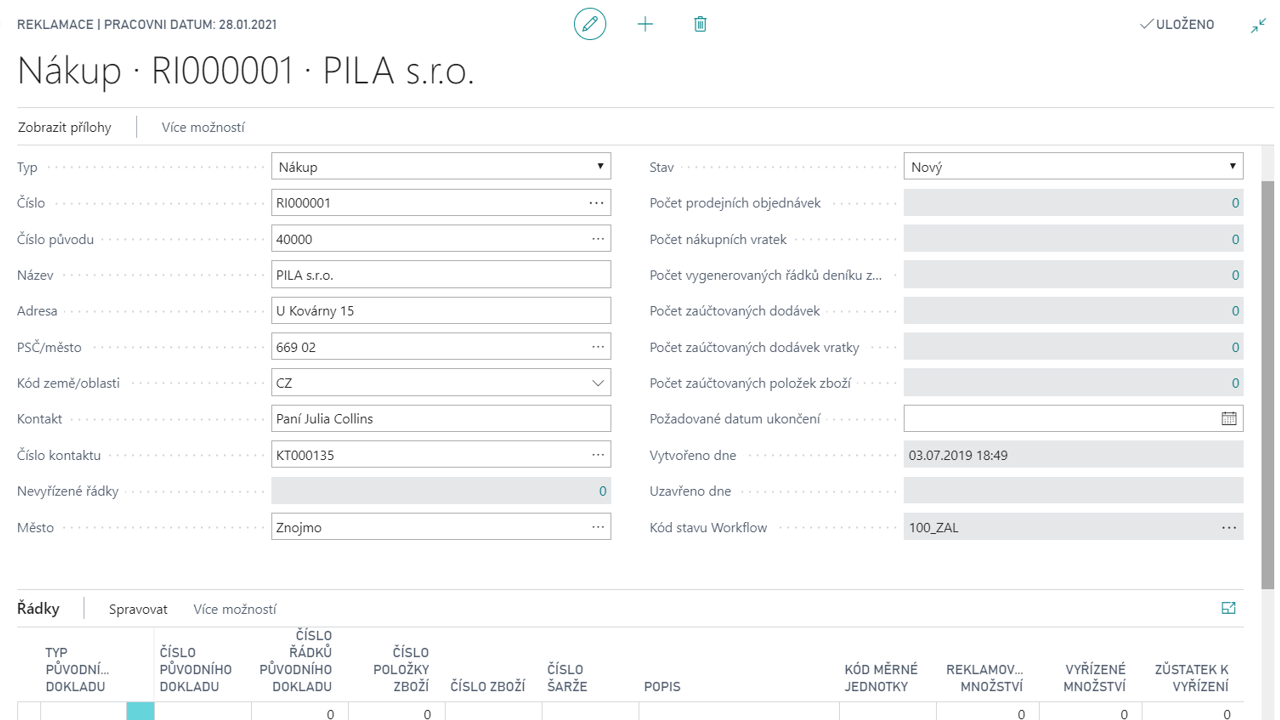 REKLAMACE | PRACOVNI DATUM: 28.01.2021
ULOŽENO
Nákup · RI000001 · PILA s.r.o.
Zobrazit přílohy
Více možností
Typ
Nákup
Číslo
RI000001
Číslo původu
40000
Název
PILA s.r.o.
Adresa
U Kovárny 15
PSČ/město
669 02
Kód země/oblasti
CZ
Kontakt
Paní Julia Collins
Číslo kontaktu
KT000135
Nevyřízené řádky
0
Město
Znojmo
Stav
Nový
Počet prodejních objednávek
0
Počet nákupních vratek
0
Počet vygenerovaných řádků deníku z...
0
Počet zaúčtovaných dodávek
0
Počet zaúčtovaných dodávek vratky
0
Počet zaúčtovaných položek zboží
0
Požadované datum ukončení
Vytvořeno dne
03.07.2019 18:49
Uzavřeno dne
Kód stavu Workflow
100_ZAL
Řádky
Spravovat
Více možností
TYP
PŮVODNÍ...
DOKLADU
ČÍSLO
PŮVODNÍHO
DOKLADU
ČÍSLO
ŘÁDKŮ
PŮVODNÍHO
DOKLADU
ČÍSLO
POLOŽKY
ZBOŽÍ
ČÍSLO ZBOŽÍ
ČÍSLO
ŠARŽE
POPIS
KÓD MĚRNÉ
JEDNOTKY
REKLAMOV...
MNOŽSTVÍ
VYŘÍZENÉ
MNOŽSTVÍ
ZŮSTATEK K
VYŘÍZENÍ
0
0
0
0
0